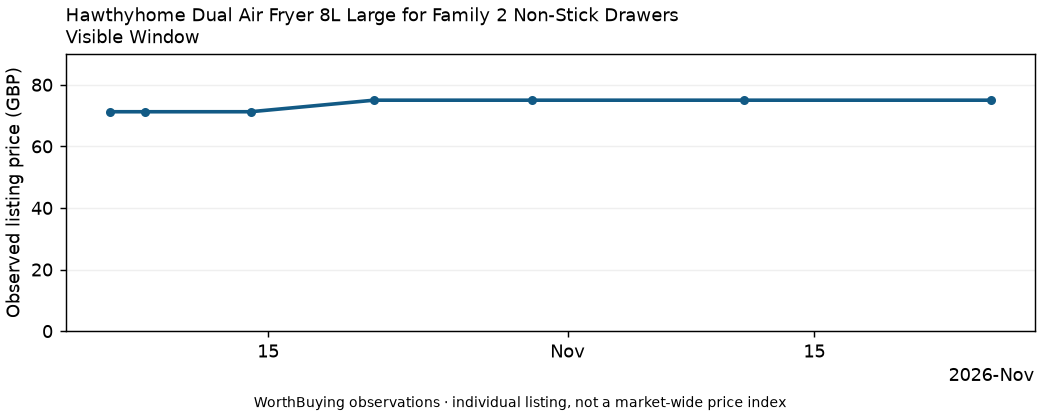 Hawthyhome Dual Air Fryer 8L Large for Family 2 Non-Stick Drawers
Visible Window
Observed listing price (GBP)
80
60
40
20
0
15
Nov
15
2026-Nov
WorthBuying observations · individual listing, not a market-wide price index